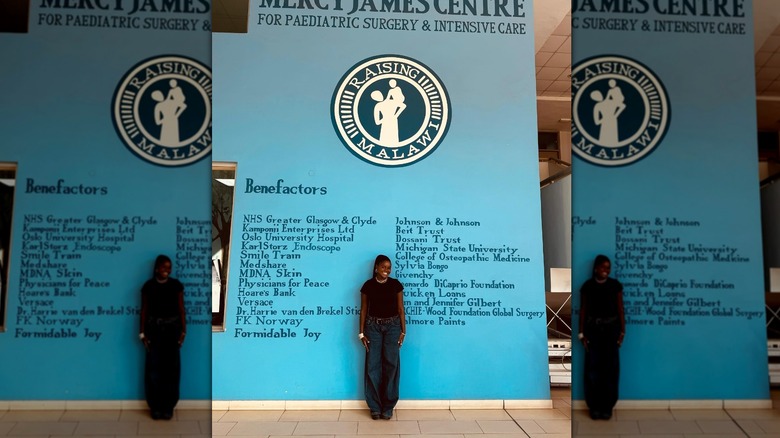 MERCY JAMES CENTRE
FOR PAEDIATRIC SURGERY & INTENSIVE CARE
RAISING
MALAWI
Benefactors
NHS Greater Glasgow & Clyde
Kamponji Enterprises Ltd
Oslo University Hospital
KarlStorz Endoscope
Smile Train
Medshare
MDNA Skin
Physicians for Peace
Hoare's Bank
Versace
Dr. Harrie van den Brekel
FK Norway
Formidable Joy
Johnson & Johnson
Beit Trust
Dossani Trust
Michigan State University
College of Osteopathic Medicine
Sylvia Bongo
Givenchy
Leonardo DiCaprio Foundation
Quicken Loans
and Jennifer Gilbert
Wood Foundation Global Surgery
Paints